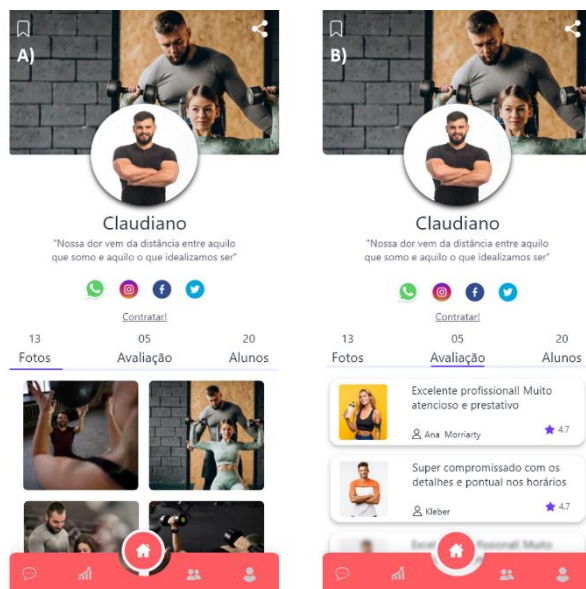 A)
Claudiano
"Nossa dor vem da distância entre aquilo
que somo e aquilo o que idealizamos ser"
Contratar!
13 05 20
Fotos Avaliação Alunos
B)
Claudiano
"Nossa dor vem da distância entre aquilo
que somo e aquilo o que idealizamos ser"
Contratar!
13 05 20
Fotos Avaliação Alunos
Excelente profissional! Muito
atencioso e prestativo
Ana Morriarty 4.7
Super compromissado com os
detalhes e pontual nos horários
Kleber 4.7